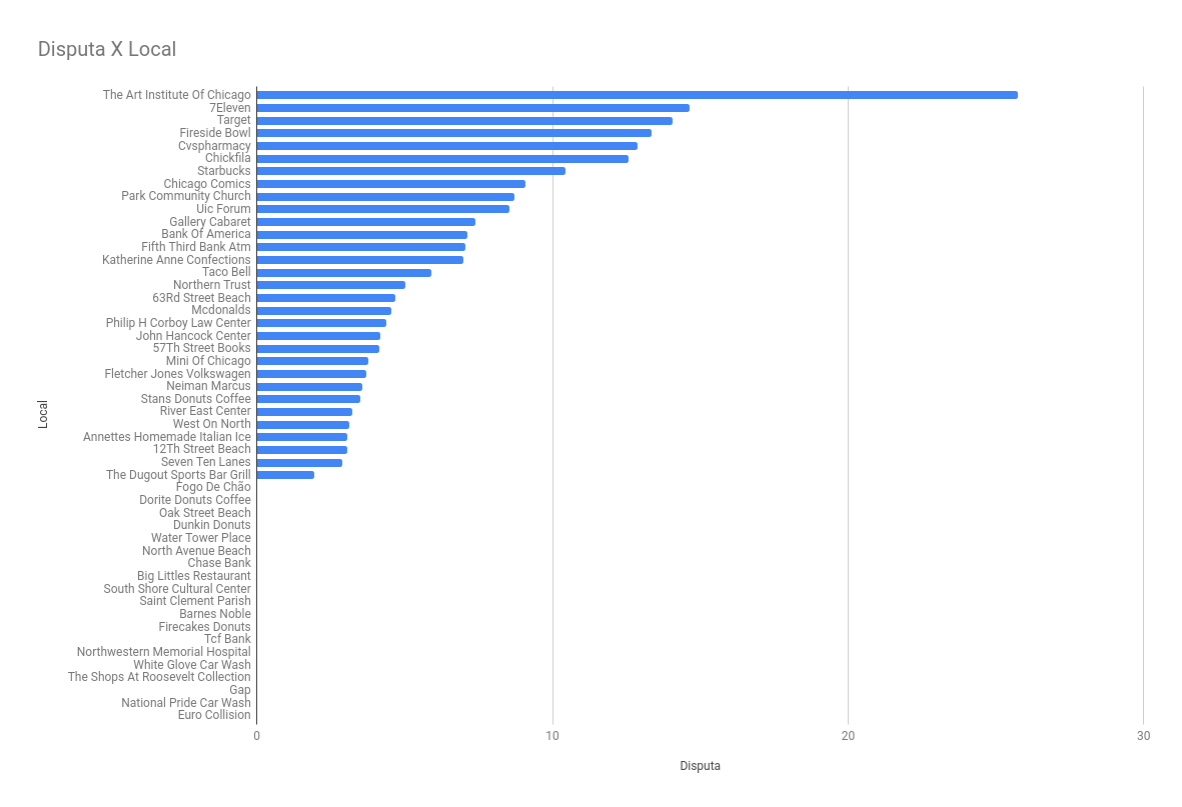 Disputa X Local
The Art Institute Of Chicago
7Eleven
Target
Fireside Bowl
Cvspharmacy
Chickfila
Starbucks
Chicago Comics
Park Community Church
Uic Forum
Gallery Cabaret
Bank Of America
Fifth Third Bank Atm
Katherine Anne Confections
Taco Bell
Northern Trust
63Rd Street Beach
Mcdonalds
Philip H Corboy Law Center
John Hancock Center
57Th Street Books
Mini Of Chicago
Fletcher Jones Volkswagen
Neiman Marcus
Stans Donuts Coffee
River East Center
West On North
Annettes Homemade Italian Ice
12Th Street Beach
Seven Ten Lanes
The Dugout Sports Bar Grill
Fogo De Chão
Dorite Donuts Coffee
Oak Street Beach
Dunkin Donuts
Water Tower Place
North Avenue Beach
Chase Bank
Big Littles Restaurant
South Shore Cultural Center
Saint Clement Parish
Barnes Noble
Firecakes Donuts
Tcf Bank
Northwestern Memorial Hospital
White Glove Car Wash
The Shops At Roosevelt Collection
Gap
National Pride Car Wash
Euro Collision
Local
0 10 20 30
Disputa